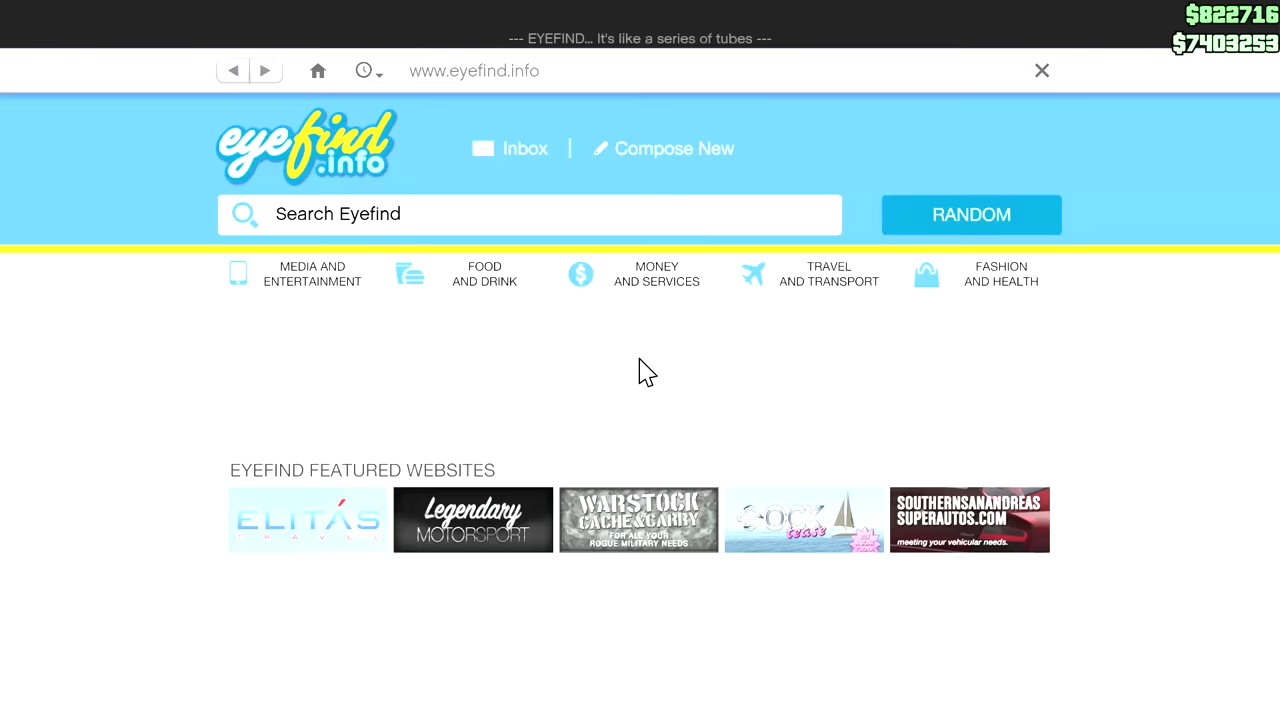 $822716
--- EYEFIND... It's like a series of tubes ---
$7403253
www.eyefind.info
eyefind
.info
Inbox | Compose New
Search Eyefind
RANDOM
MEDIA AND
ENTERTAINMENT
FOOD
AND DRINK
MONEY
AND SERVICES
TRAVEL
AND TRANSPORT
FASHION
AND HEALTH
EYEFIND FEATURED WEBSITES
ELITÁS
TRAVEL
Legendary
MOTORSPORT
WARSTOCK
CACHE&CARRY
FOR ALL YOUR
ROGUE MILITARY NEEDS
DOCK
tease
SOUTHERNSANANDREAS
SUPERAUTOS.COM
meeting your vehicular needs.